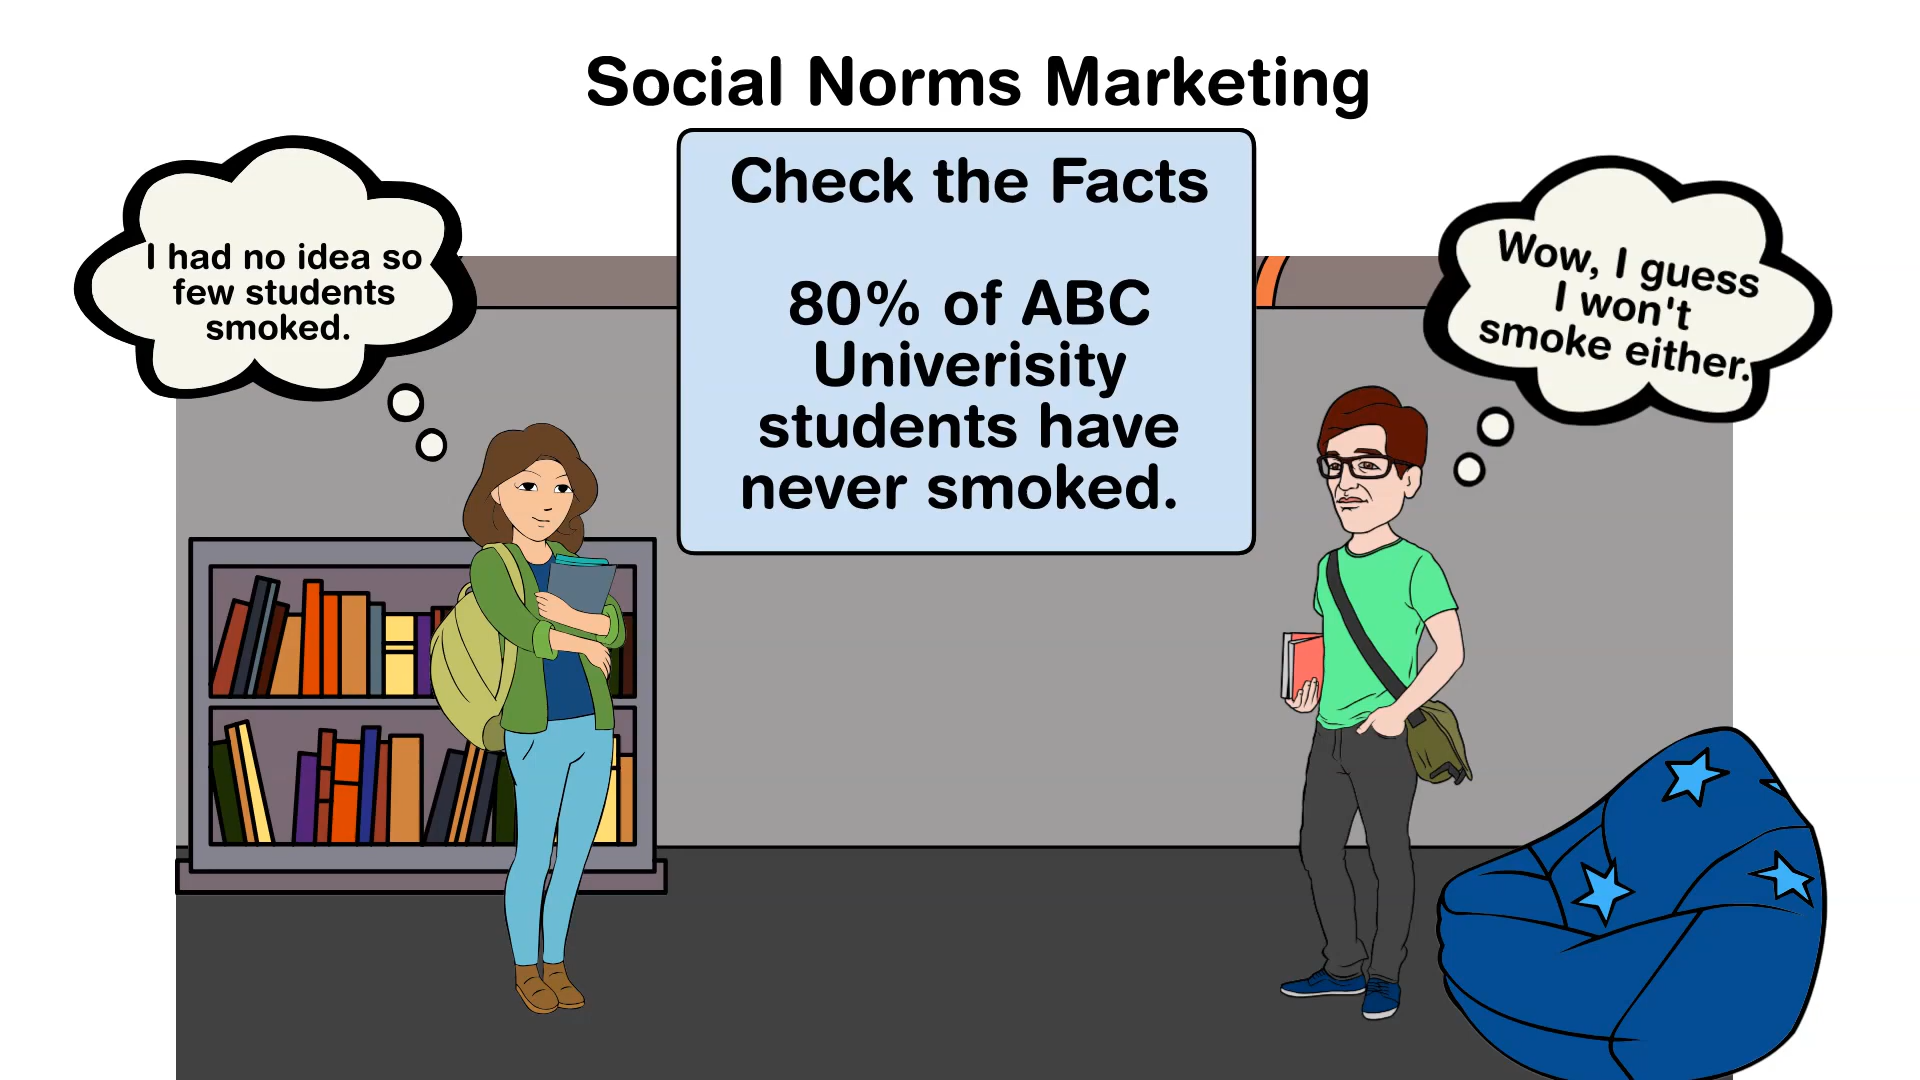 Social Norms Marketing
Check the Facts
80% of ABC
Univerisity
students have
never smoked.
I had no idea so
few students
smoked.
Wow, I guess
I won't
smoke either.